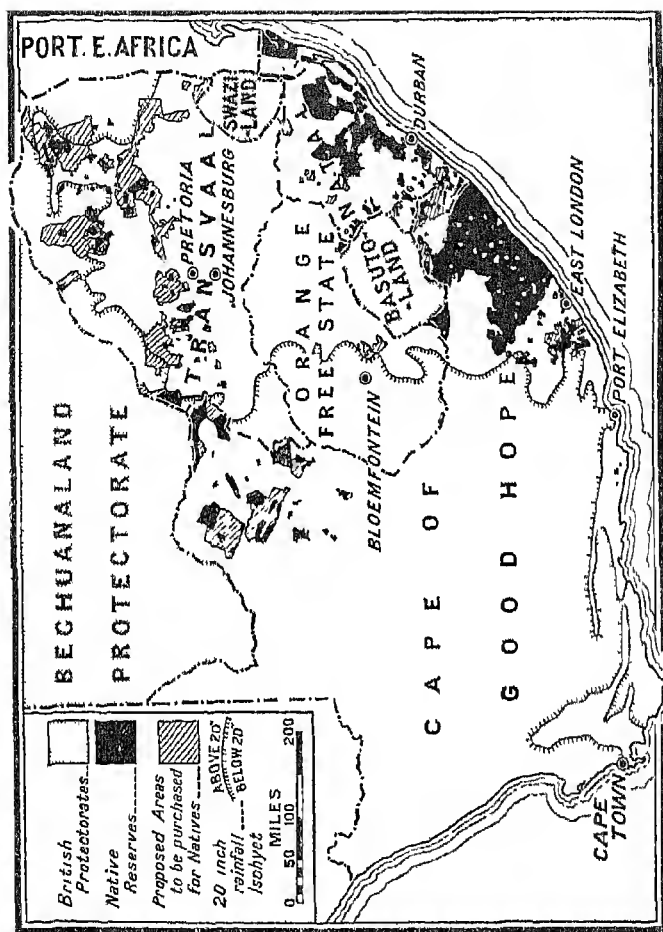 PORT. E. AFRICA
BECHUANALAND
PROTECTORATE
TRANSVAAL
PRETORIA
JOHANNESBURG
SWAZI-
LAND
ORANGE
FREE STATE
NATAL
BASUTO-
LAND
DURBAN
BLOEMFONTEIN
CAPE OF
GOOD HOPE
EAST LONDON
PORT ELIZABETH
CAPE
TOWN
British
Protectorates
Native
Reserves
Proposed Areas
to be purchased
for Natives
20 inch
rainfall
Isohyet
ABOVE 20"
BELOW 20"
MILES
0 50 100 200